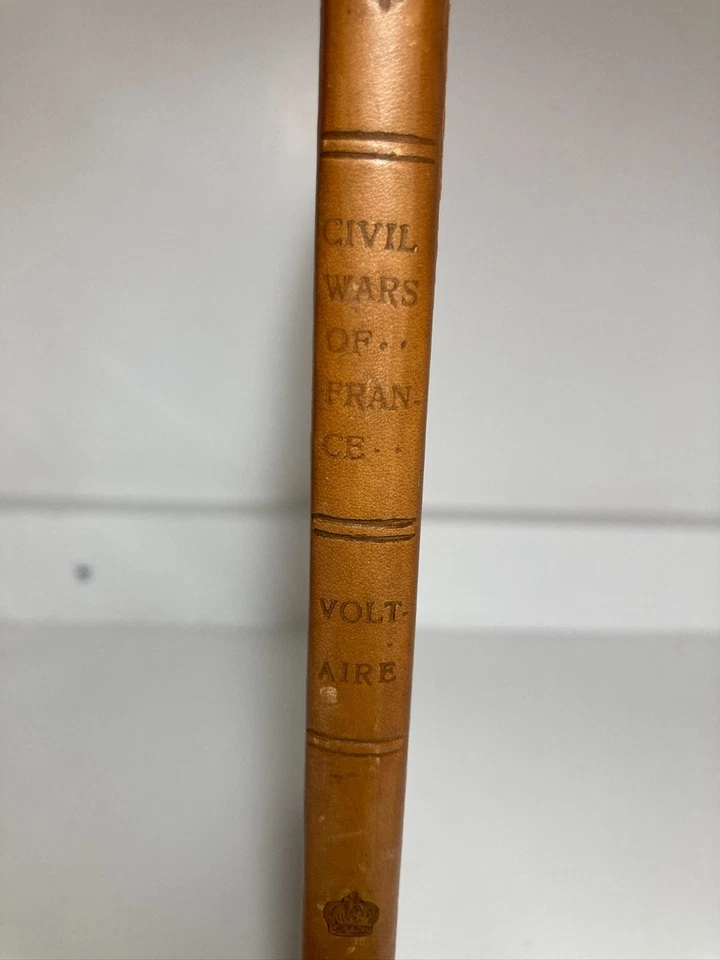 CIVIL
WARS
OF··
FRAN-
CE··
VOLT-
AIRE